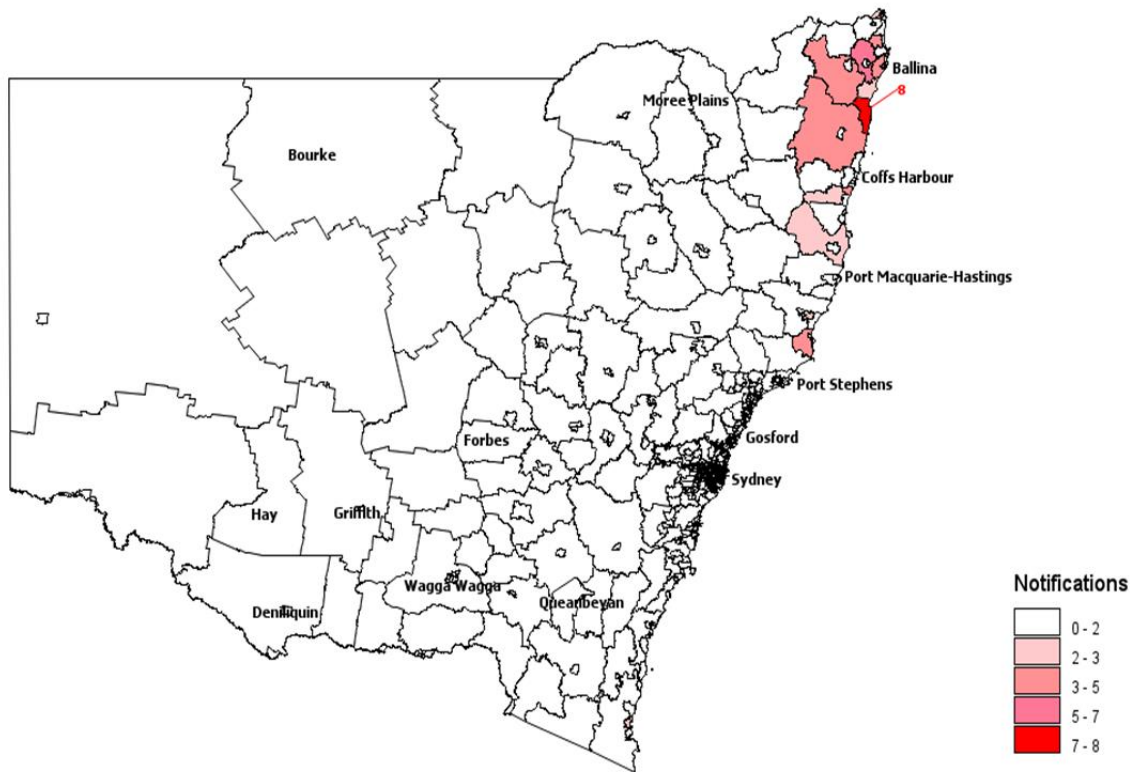 Ballina
8
Moree Plains
Bourke
Coffs Harbour
Port Macquarie-Hastings
Port Stephens
Forbes
Gosford
Sydney
Hay
Griffith
Wagga Wagga
Queanbeyan
Deniliquin
Notifications
0 - 2
2 - 3
3 - 5
5 - 7
7 - 8